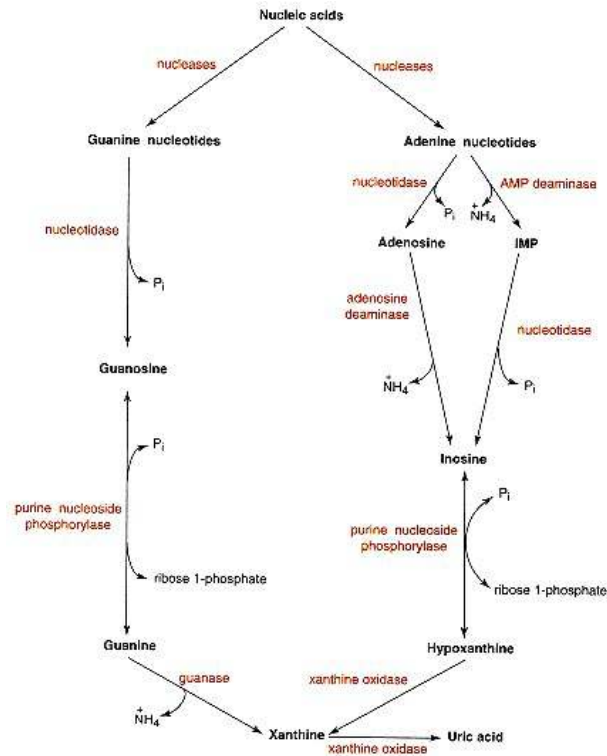 Nucleic acids
nucleases
nucleases
Guanine nucleotides
Adenine nucleotides
nucleotidase
AMP deaminase
Pi
+
NH4
nucleotidase
Adenosine
IMP
Pi
adenosine
deaminase
nucleotidase
Guanosine
+
NH4
Pi
Pi
Inosine
Pi
purine nucleoside
phosphorylase
purine nucleoside
phosphorylase
ribose 1-phosphate
ribose 1-phosphate
Guanine
Hypoxanthine
guanase
xanthine oxidase
+
NH4
Xanthine
Uric acid
xanthine oxidase